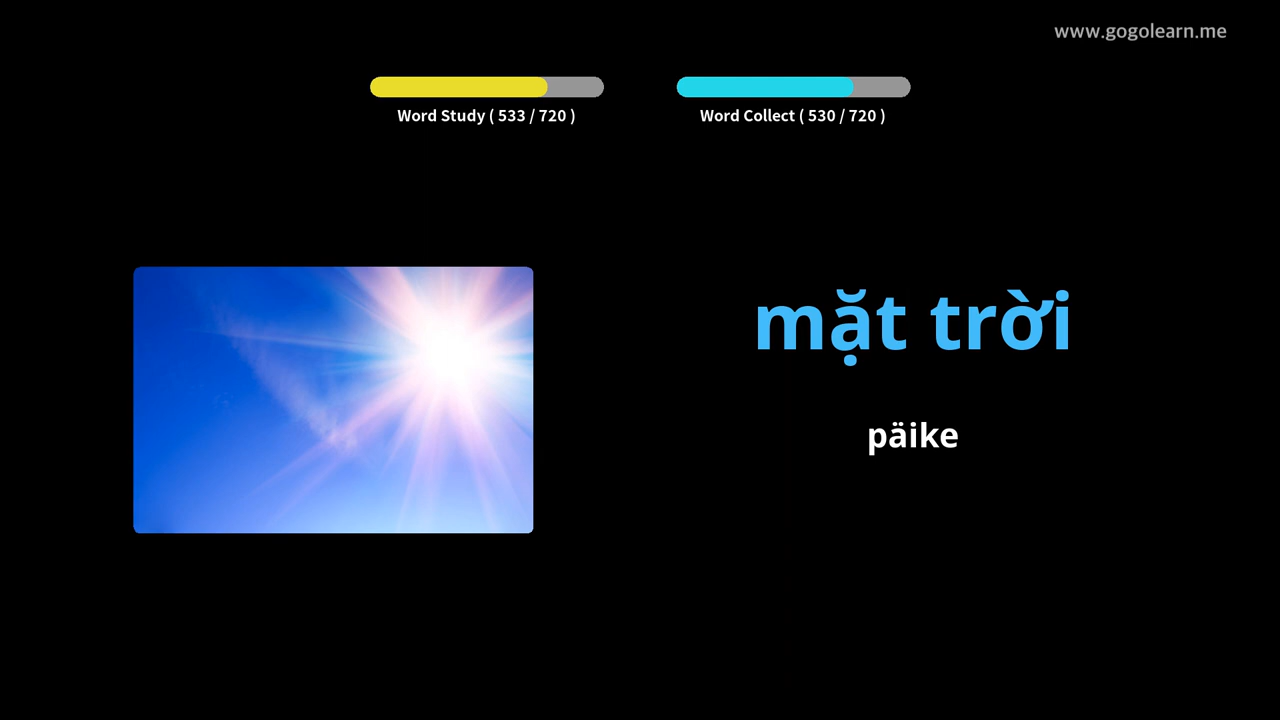 www.gogolearn.me
Word Study ( 533 / 720 )
Word Collect ( 530 / 720 )
mặt trời
päike